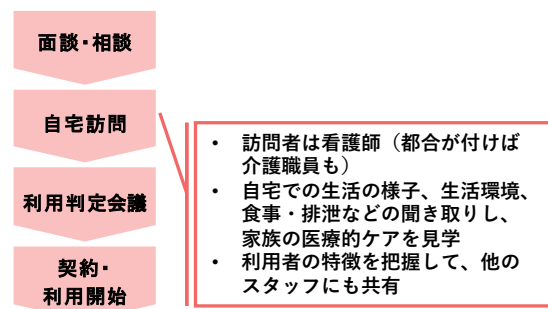 面談・相談
自宅訪問
利用判定会議
契約・
利用開始
・ 訪問者は看護師（都合が付けば
介護職員も）
・ 自宅での生活の様子、生活環境、
食事・排泄などの聞き取りし、
家族の医療的ケアを見学
・ 利用者の特徴を把握して、他の
スタッフにも共有